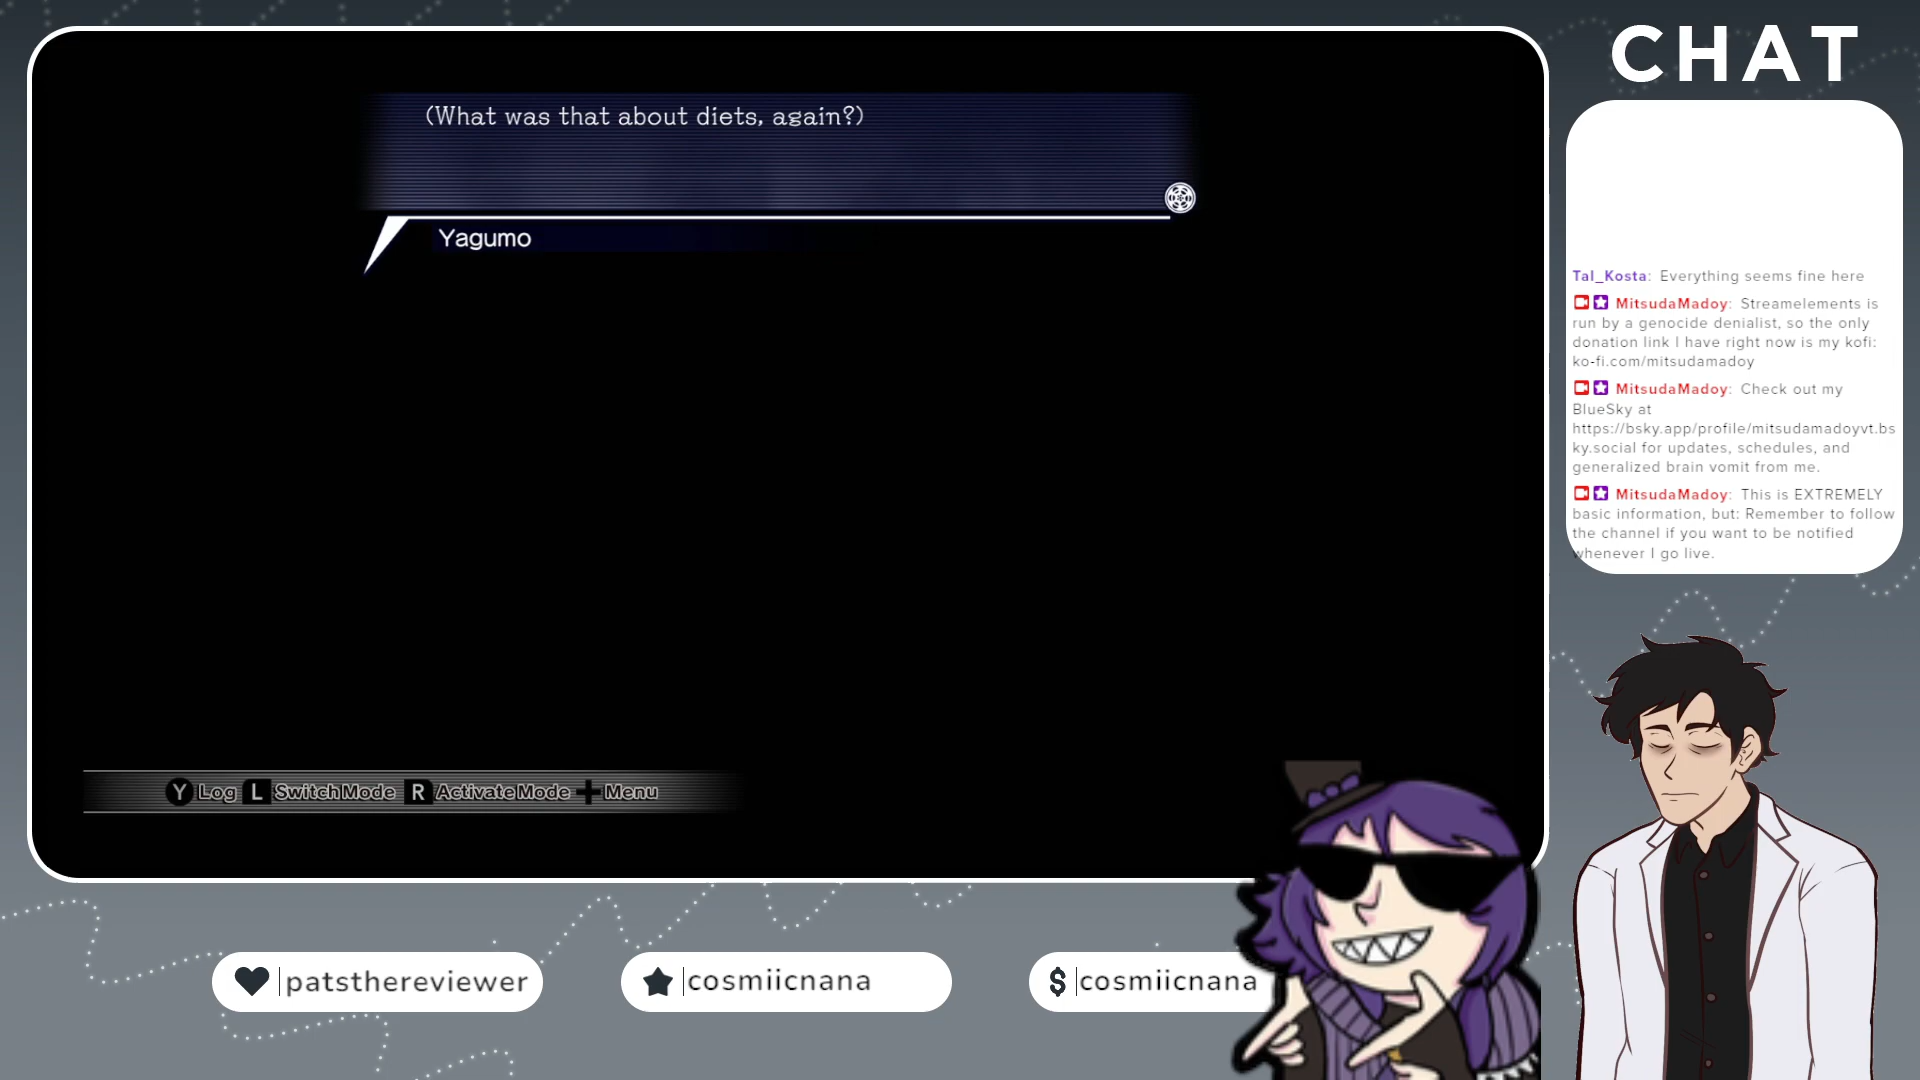 (What was that about diets, again?)
Yagumo
Y Log L SwitchMode R ActivateMode Menu
CHAT
Tal_Kosta: Everything seems fine here
MitsudaMadoy: Streamelements is
run by a genocide denialist, so the only
donation link I have right now is my kofi:
ko-fi.com/mitsudamadoy
MitsudaMadoy: Check out my
BlueSky at
https://bsky.app/profile/mitsudamadoyvt.bs
ky.social for updates, schedules, and
generalized brain vomit from me.
MitsudaMadoy: This is EXTREMELY
basic information, but: Remember to follow
the channel if you want to be notified
whenever I go live.
patsthereviewer
cosmiicnana
$ cosmiicnana